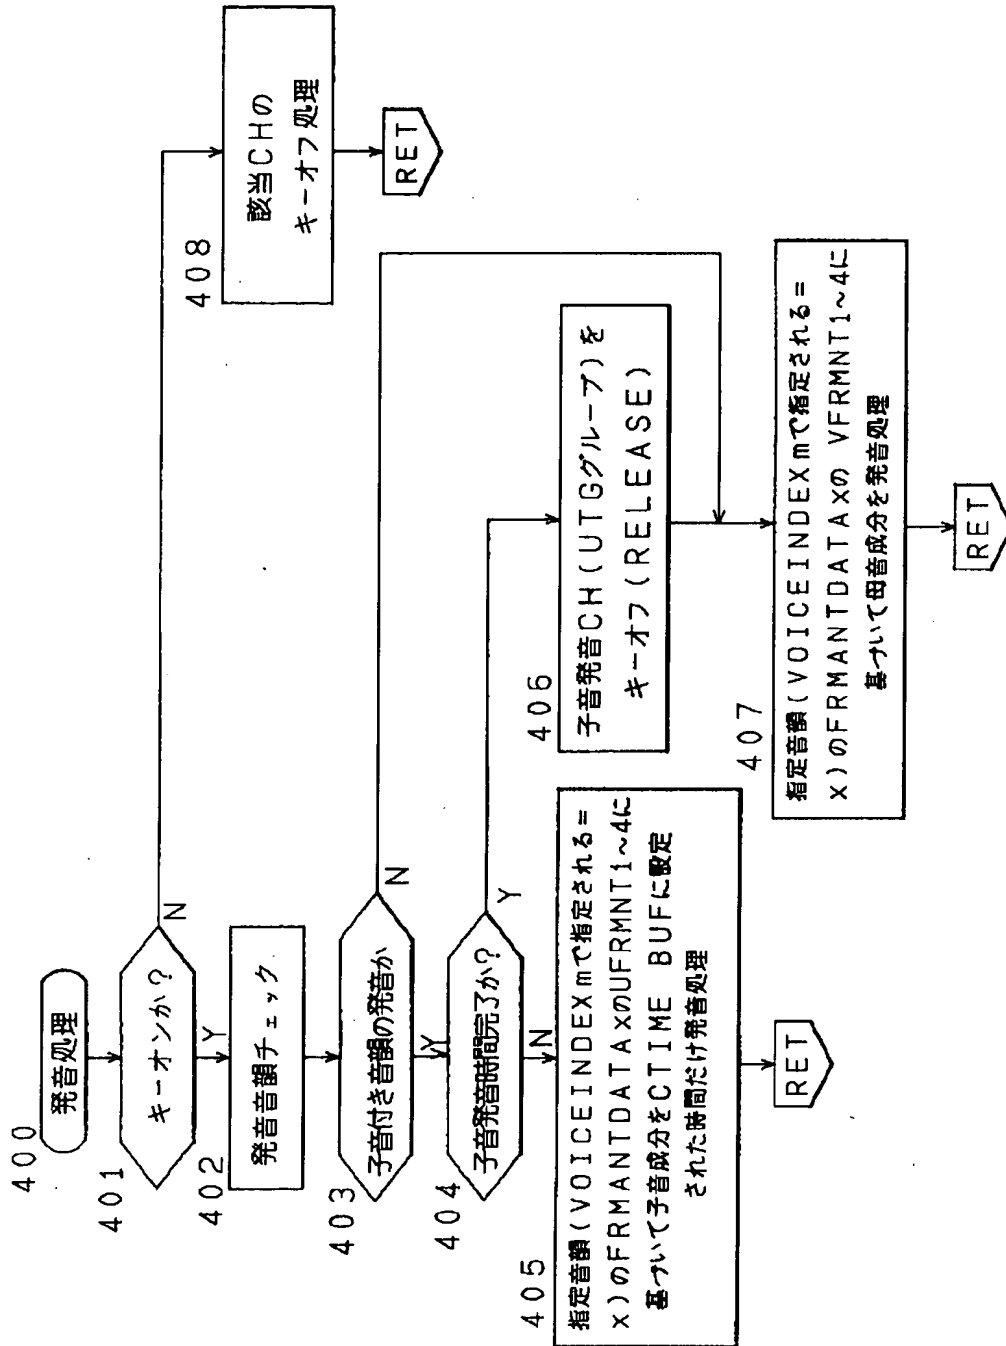 400
発音処理
401
キーオンか?
N
Y
402
発音音韻チェック
403
子音付き音韻の発音か
N
Y
404
子音発音時間完了か?
Y
N
405
指定音韻(VOICEINDEXmで指定される=
x)のFRMANTDATAxのUFRMNT1~4に
基づいて子音成分をCTIME BUFに設定
された時間だけ発音処理
RET
406
子音発音CH(UTGグループ)を
キーオフ(RELEASE)
407
指定音韻(VOICEINDEXmで指定される=
x)のFRMANTDATAxの VFRMNT1~4に
基づいて母音成分を発音処理
RET
408
該当CHの
キーオフ処理
RET